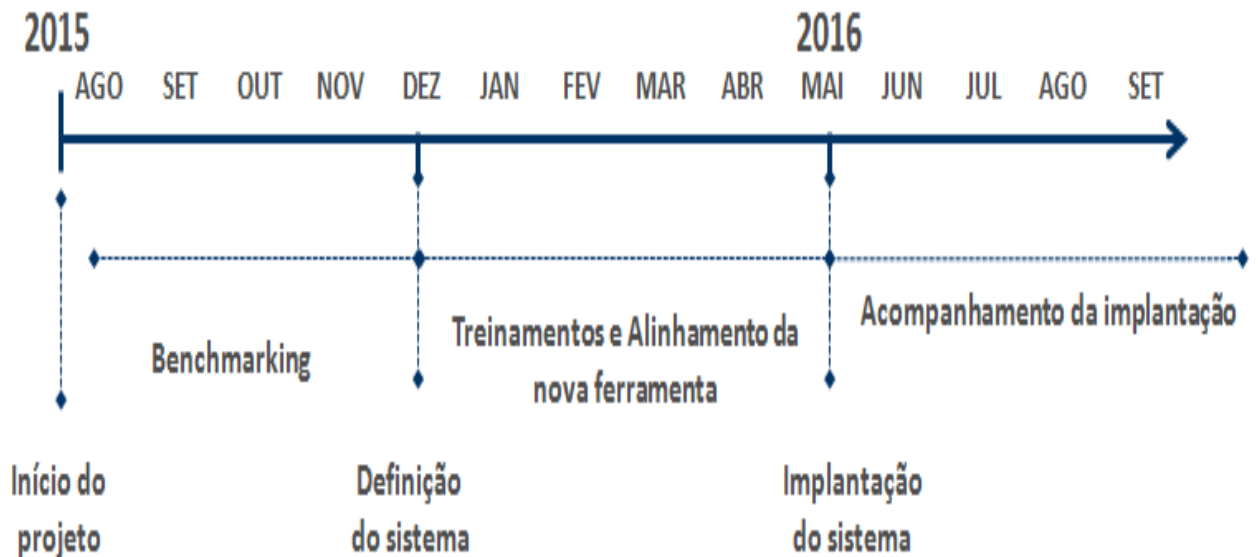 2015
2016
AGO SET OUT NOV DEZ JAN FEV MAR ABR MAI JUN JUL AGO SET
Benchmarking
Treinamentos e Alinhamento da
nova ferramenta
Acompanhamento da implantação
Início do
projeto
Definição
do sistema
Implantação
do sistema